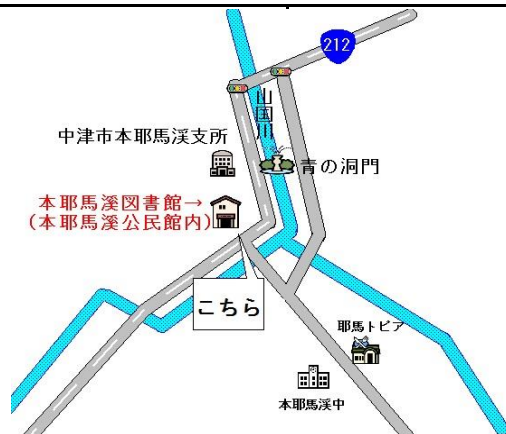 212
山国川
中津市本耶馬渓支所
青の洞門
本耶馬渓図書館→
(本耶馬渓公民館内)
こちら
耶馬トピア
本耶馬渓中